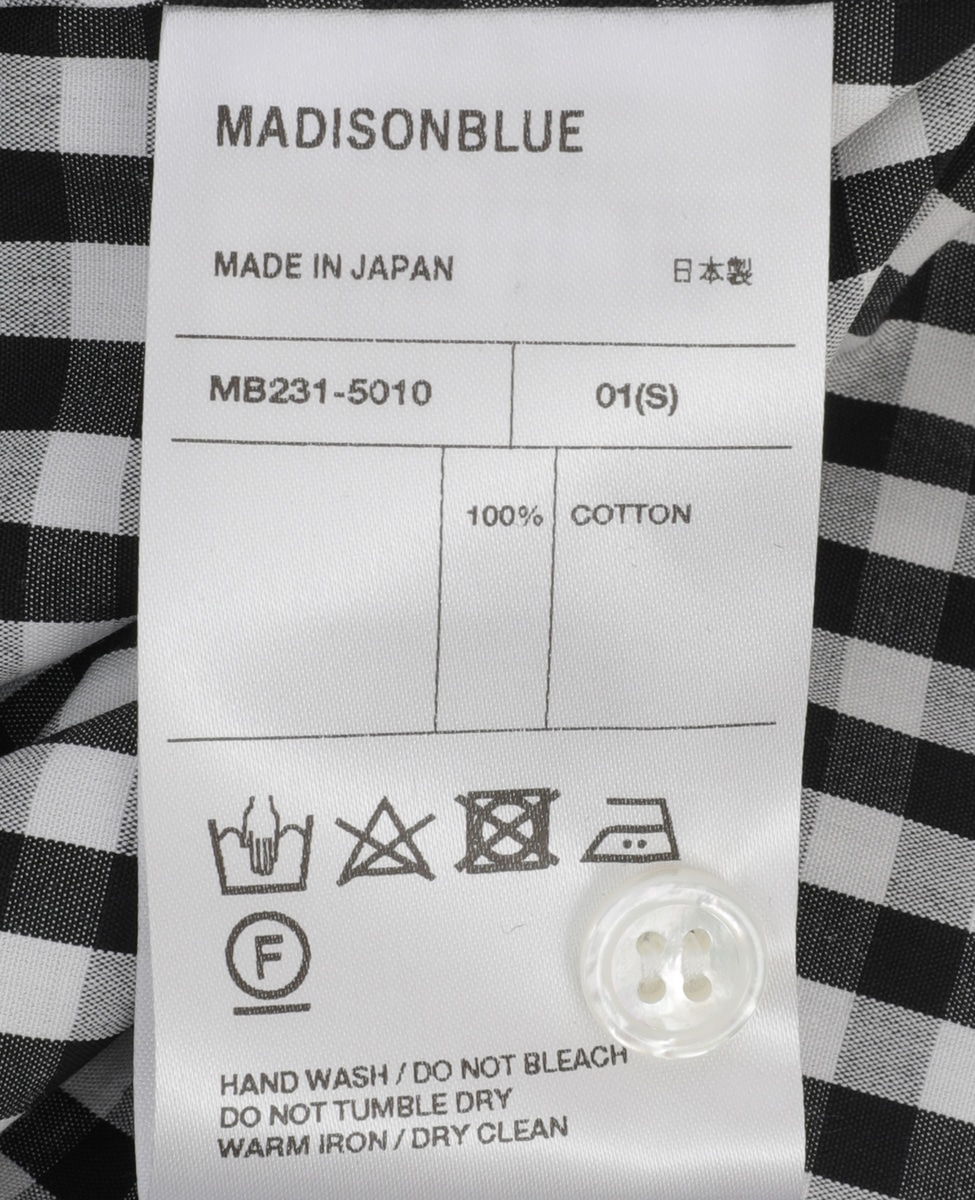 MADISONBLUE
MADE IN JAPAN 日本製
MB231-5010 01(S)
100% COTTON
F
HAND WASH / DO NOT BLEACH
DO NOT TUMBLE DRY
WARM IRON / DRY CLEAN